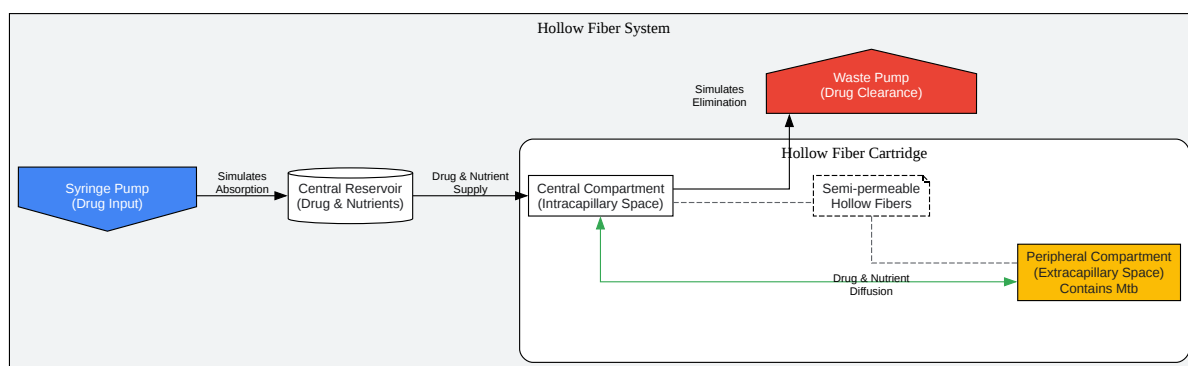 Hollow Fiber System
Waste Pump
(Drug Clearance)
Simulates
Elimination
Hollow Fiber Cartridge
Syringe Pump
(Drug Input)
Simulates
Absorption
Central Reservoir
(Drug & Nutrients)
Drug & Nutrient
Supply
Central Compartment
(Intracapillary Space)
Semi-permeable
Hollow Fibers
Peripheral Compartment
(Extracapillary Space)
Contains Mtb
Drug & Nutrient
Diffusion